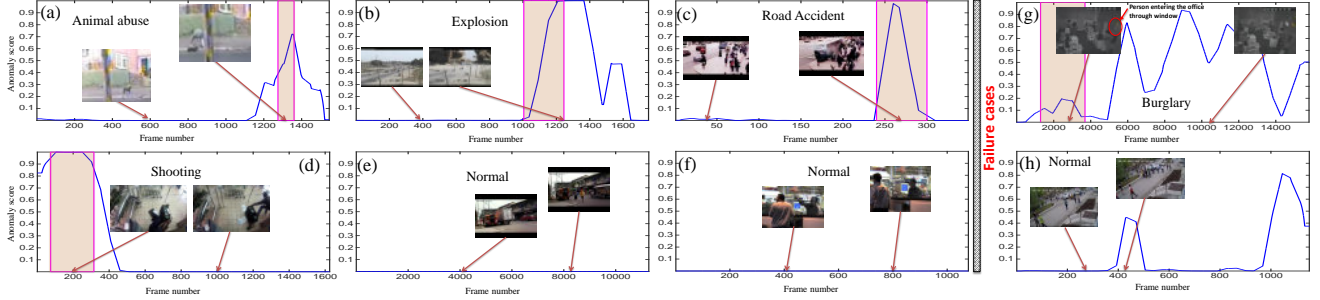 (a) Animal abuse
Anomaly score
0.9
0.8
0.7
0.6
0.5
0.4
0.3
0.2
0.1
200 400 600 800 1000 1200 1400
Frame number
(b) Explosion
0.9
0.8
0.7
0.6
0.5
0.4
0.3
0.2
0.1
200 400 600 800 1000 1200 1400 1600
Frame number
(c) Road Accident
0.9
0.8
0.7
0.6
0.5
0.4
0.3
0.2
0.1
50 100 150 200 250 300
Frame number
Failure cases
(g)
Person entering the office
through window
Burglary
0.9
0.8
0.7
0.6
0.5
0.4
0.3
0.2
0.1
2000 4000 6000 8000 10000 12000 14000
Frame number
Shooting (d)
Anomaly score
0.9
0.8
0.7
0.6
0.5
0.4
0.3
0.2
0.1
200 400 600 800 1000 1200 1400 1600
Frame number
(e)
Normal
0.9
0.8
0.7
0.6
0.5
0.4
0.3
0.2
0.1
2000 4000 6000 8000 10000
Frame number
(f)
Normal
0.9
0.8
0.7
0.6
0.5
0.4
0.3
0.2
0.1
200 400 600 800 1000
Frame number
(h) Normal
0.9
0.8
0.7
0.6
0.5
0.4
0.3
0.2
0.1
200 400 600 800 1000
Frame number